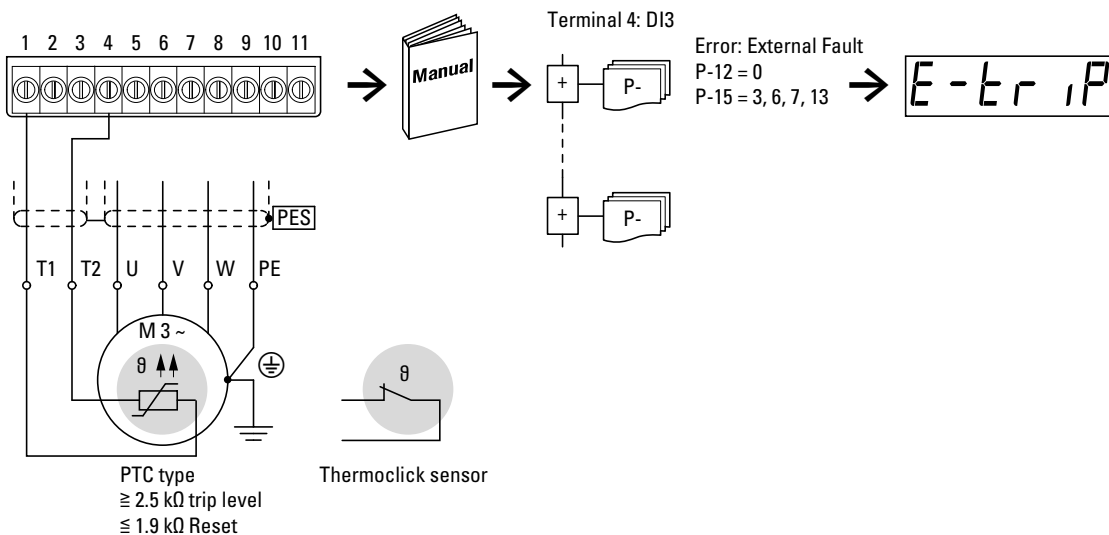 1 2 3 4 5 6 7 8 9 10 11
Manual
Terminal 4: DI3
+ P-
+ P-
Error: External Fault
P-12 = 0
P-15 = 3, 6, 7, 13
E-triP
PES
T1 T2 U V W PE
M 3 ~
ϑ
ϑ
PTC type
≧ 2.5 kΩ trip level
≦ 1.9 kΩ Reset
Thermoclick sensor